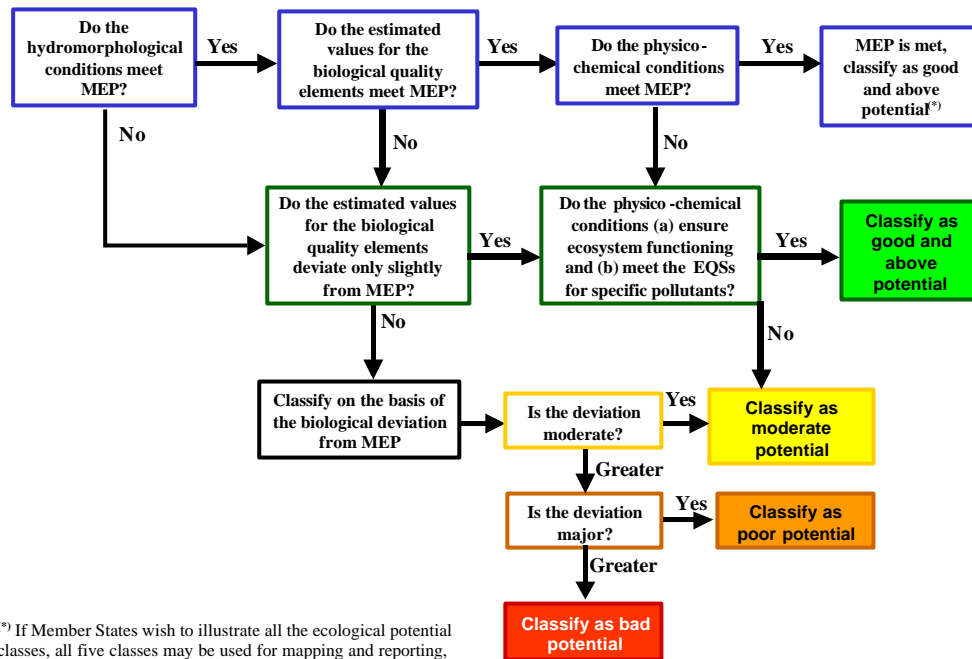 Do the
hydromorphological
conditions meet
MEP?
Yes
Do the estimated
values for the
biological quality
elements meet MEP?
Yes
Do the physico-
chemical conditions
meet MEP?
Yes
MEP is met,
classify as good
and above
potential(*)
No
No
No
Do the estimated values
for the biological
quality elements
deviate only slightly
from MEP?
Yes
Do the physico -chemical
conditions (a) ensure
ecosystem functioning
and (b) meet the EQSs
for specific pollutants?
Yes
Classify as
good and
above
potential
No
No
Classify on the basis of
the biological deviation
from MEP
Is the deviation
moderate?
Yes
Classify as
moderate
potential
Greater
Is the deviation
major?
Yes
Classify as
poor potential
Greater
Classify as bad
potential
(*) If Member States wish to illustrate all the ecological potential
classes, all five classes may be used for mapping and reporting,